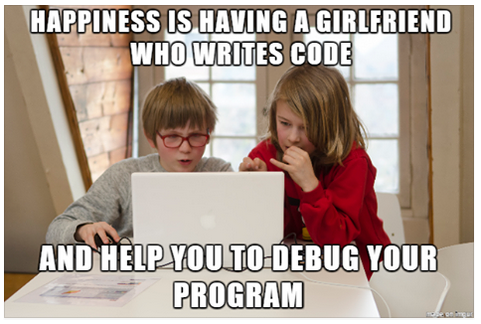 HAPPINESS IS HAVING A GIRLFRIEND
WHO WRITES CODE
AND HELP YOU TO DEBUG YOUR
PROGRAM